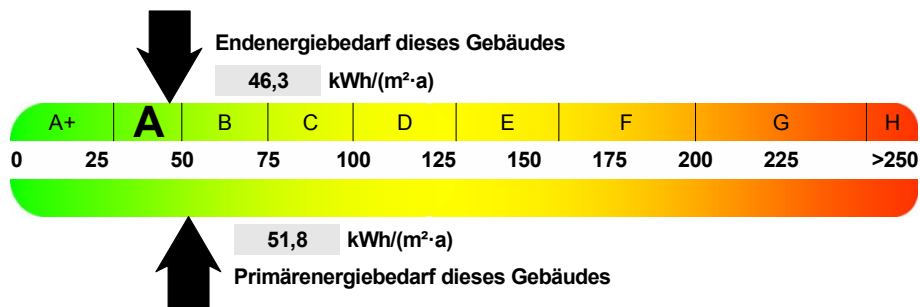 Endenergiebedarf dieses Gebäudes
46,3 kWh/(m²·a)
A+ A B C D E F G H
0 25 50 75 100 125 150 175 200 225 >250
51,8 kWh/(m²·a)
Primärenergiebedarf dieses Gebäudes